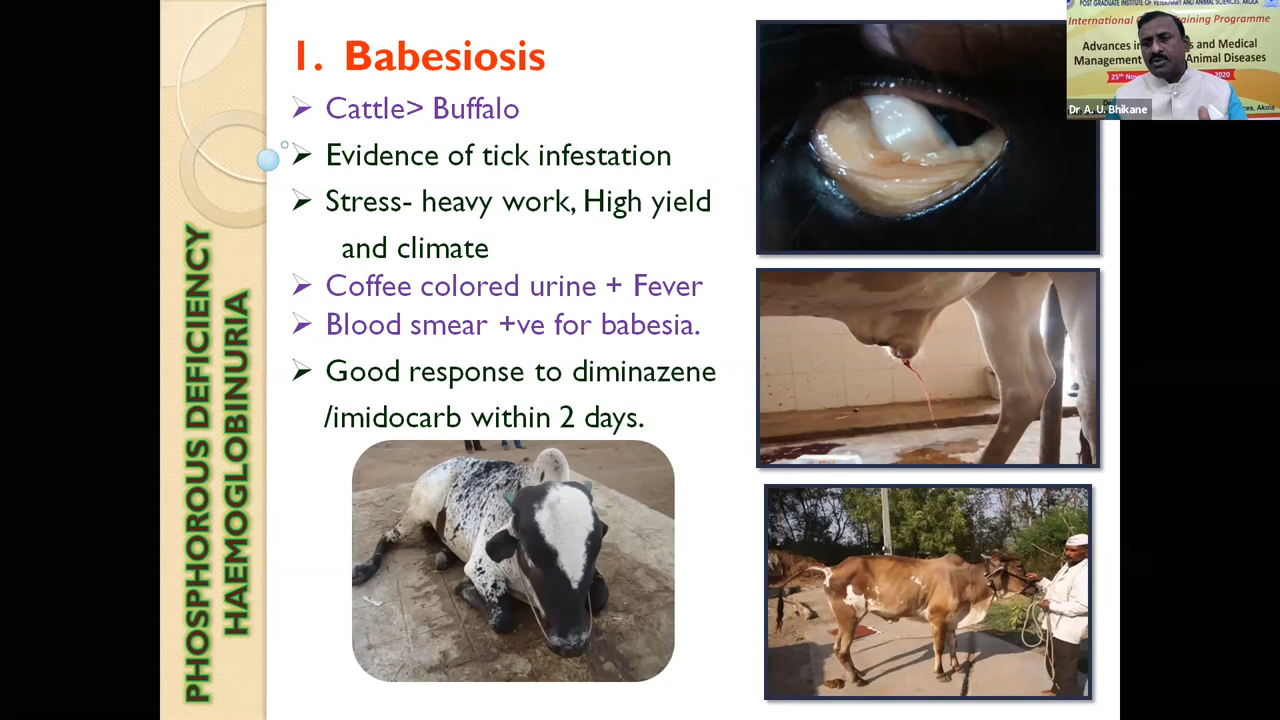 PHOSPHOROUS DEFICIENCY
HAEMOGLOBINURIA
1. Babesiosis
Cattle> Buffalo
Evidence of tick infestation
Stress- heavy work, High yield
and climate
Coffee colored urine + Fever
Blood smear +ve for babesia.
Good response to diminazene
/imidocarb within 2 days.
POST GRADUATE INSTITUTE OF VETERINARY AND ANIMAL SCIENCES, AKOLA
International Training Programme
Advances in and Medical
Management Animal Diseases
25th 2020
Dr A. U. Bhikane
Akola